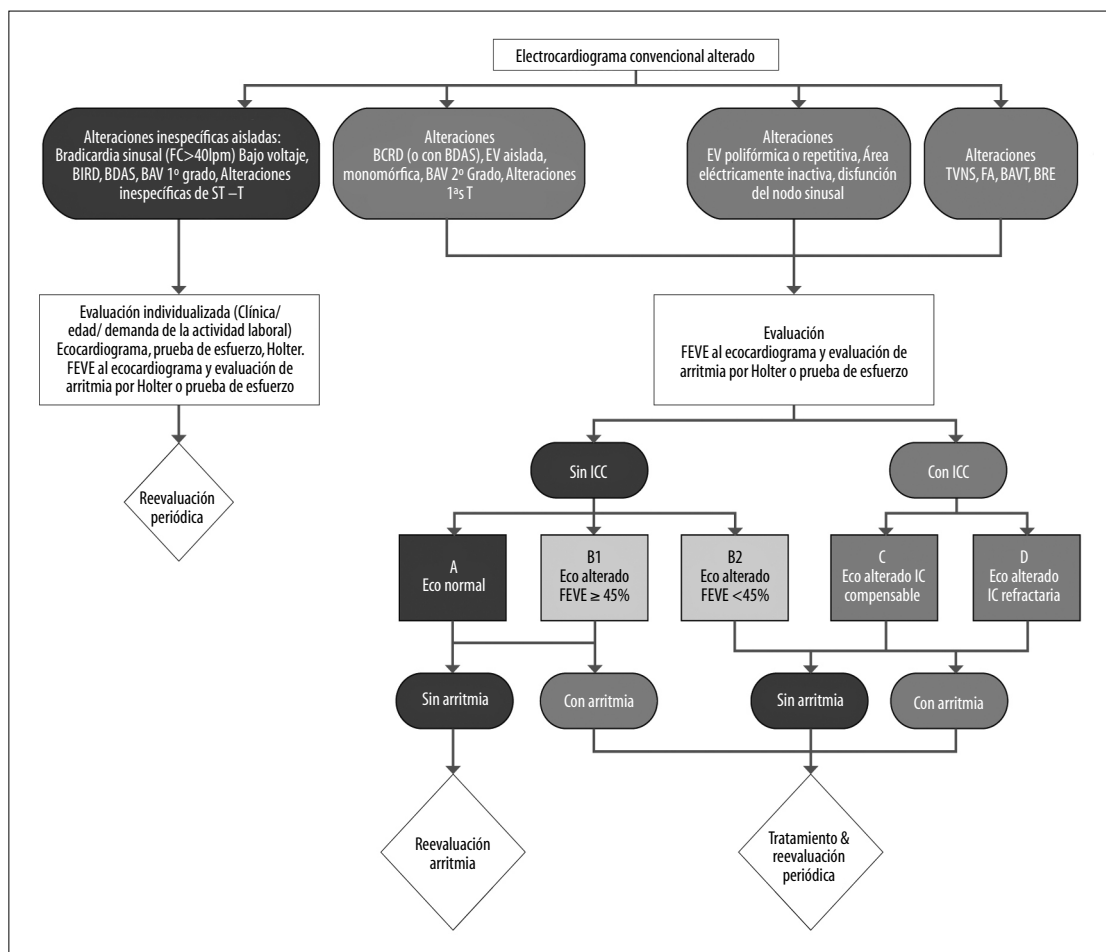 Electrocardiograma convencional alterado
Alteraciones inespecíficas aisladas:
Bradicardia sinusal (FC>40lpm) Bajo voltaje,
BIRD, BDAS, BAV 1º grado, Alteraciones
inespecíficas de ST –T
Alteraciones
BCRD (o con BDAS), EV aislada,
monomórfica, BAV 2º Grado, Alteraciones
1ªs T
Alteraciones
EV polifórmica o repetitiva, Área
eléctricamente inactiva, disfunción
del nodo sinusal
Alteraciones
TVNS, FA, BAVT, BRE
Evaluación individualizada (Clínica/
edad/ demanda de la actividad laboral)
Ecocardiograma, prueba de esfuerzo, Holter.
FEVE al ecocardiograma y evaluación de
arritmia por Holter o prueba de esfuerzo
Evaluación
FEVE al ecocardiograma y evaluación de
arritmia por Holter o prueba de esfuerzo
Reevaluación
periódica
Sin ICC
Con ICC
A
Eco normal
B1
Eco alterado
FEVE ≥ 45%
B2
Eco alterado
FEVE <45%
C
Eco alterado IC
compensable
D
Eco alterado
IC refractaria
Sin arritmia
Con arritmia
Sin arritmia
Con arritmia
Reevaluación
arritmia
Tratamiento &
reevaluación
periódica